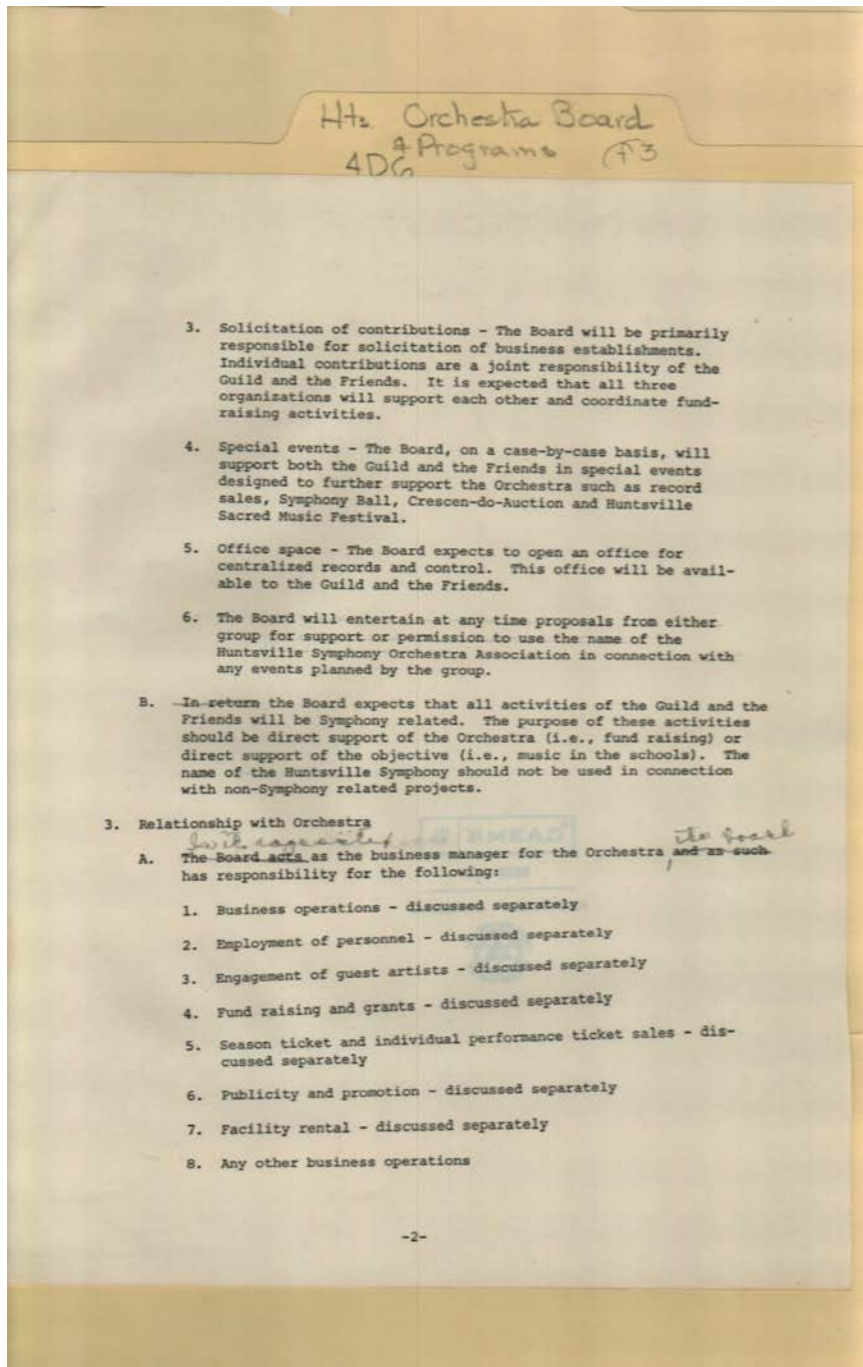 Hts. Orchestra Board
& Programs
4DG F3
3. Solicitation of contributions - The Board will be primarily
responsible for solicitation of business establishments.
Individual contributions are a joint responsibility of the
Guild and the Friends. It is expected that all three
organizations will support each other and coordinate fund-
raising activities.
4. Special events - The Board, on a case-by-case basis, will
support both the Guild and the Friends in special events
designed to further support the Orchestra such as record
sales, Symphony Ball, Crescen-do-Auction and Huntsville
Sacred Music Festival.
5. Office space - The Board expects to open an office for
centralized records and control. This office will be avail-
able to the Guild and the Friends.
6. The Board will entertain at any time proposals from either
group for support or permission to use the name of the
Huntsville Symphony Orchestra Association in connection with
any events planned by the group.
B. In return the Board expects that all activities of the Guild and the
Friends will be Symphony related. The purpose of these activities
should be direct support of the Orchestra (i.e., fund raising) or
direct support of the objective (i.e., music in the schools). The
name of the Huntsville Symphony should not be used in connection
with non-Symphony related projects.
3. Relationship with Orchestra
the board
A. The Board acts as the business manager for the Orchestra, and as such
has responsibility for the following:
1. Business operations - discussed separately
2. Employment of personnel - discussed separately
3. Engagement of guest artists - discussed separately
4. Fund raising and grants - discussed separately
5. Season ticket and individual performance ticket sales - dis-
cussed separately
6. Publicity and promotion - discussed separately
7. Facility rental - discussed separately
8. Any other business operations
-2-